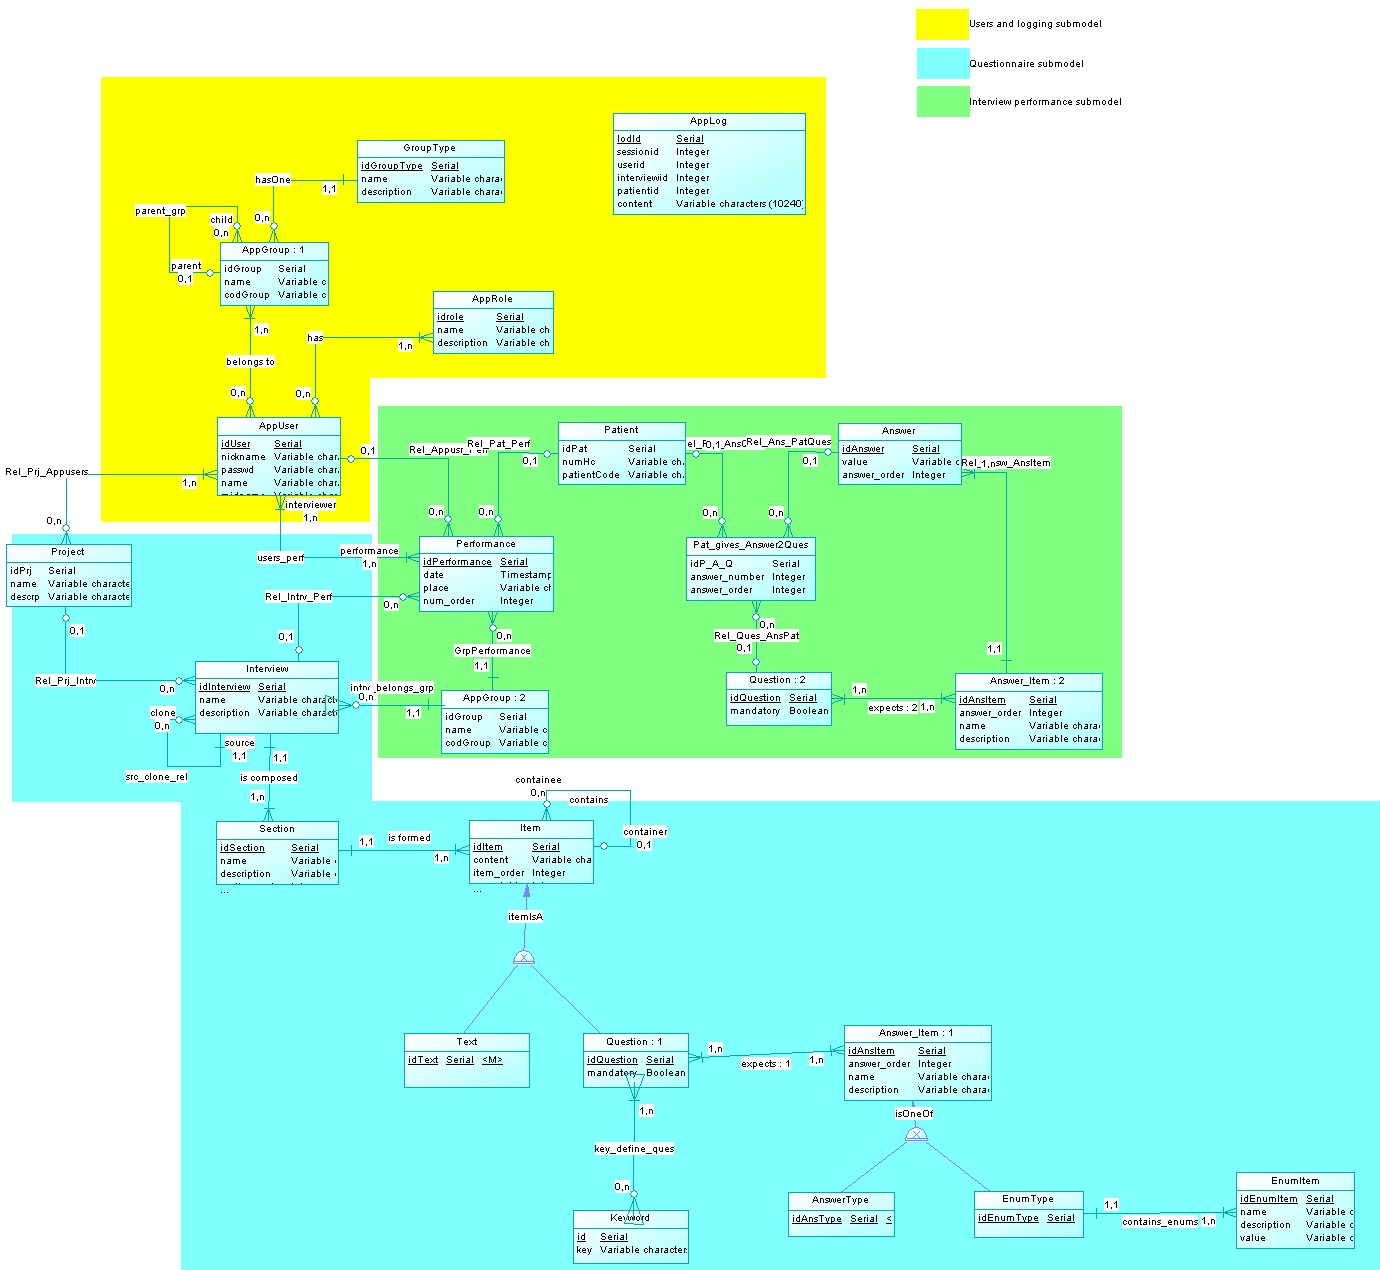 Users and logging submodel
Questionnaire submodel
Interview performance submodel
AppLog
lodId Serial
sessionid Integer
userid Integer
interviewid Integer
patientid Integer
content Variable characters (10240)
GroupType
idGroupType Serial
name Variable chara
description Variable chara
hasOne
1,1
0,n
parent_grp
child
0,n
parent
0,1
AppGroup : 1
idGroup Serial
name Variable c
codGroup Variable c
1,n
belongs to
0,n
AppRole
idrole Serial
name Variable ch
description Variable ch
has
1,n
0,n
AppUser
idUser Serial
nickname Variable char
passwd Variable char
name Variable char
0,1
Rel_Prj_Appusers
1,n
0,n
interviewer
1,n
users_perf
performance
1,n
Rel_Pat_Perf
0,1
0,n
0,n
Patient
idPat Serial
numHc Variable ch
patientCode Variable ch
0,1
Rel_Ans_PatQues
0,1
0,n
0,n
Answer
idAnswer Serial
value Variable c
answer_order Integer
1,1
Project
idPrj Serial
name Variable characte
descrp Variable characte
0,1
Rel_Prj_Intrv
0,n
Performance
idPerformance Serial
date Timestamp
place Variable ch
num_order Integer
Rel_Intrv_Perf
0,n
0,1
0,n
GrpPerformance
1,1
Pat_gives_Answer2Ques
idP_A_Q Serial
answer_number Integer
answer_order Integer
0,n
Rel_Ques_AnsPat
0,1
Interview
idInterview Serial
name Variable charact
description Variable charact
intrv_belongs_grp
0,n
1,1
clone
0,n
source
1,1
src_clone_rel
1,1
is composed
1,n
AppGroup : 2
idGroup Serial
name Variable c
codGroup Variable c
Question : 2
idQuestion Serial
mandatory Boolean
1,n
expects : 2
1,n
Answer_Item : 2
idAnsItem Serial
answer_order Integer
name Variable chara
description Variable chara
Section
idSection Serial
name Variable
description Variable
...
1,1
is formed
1,n
containee
0,n
contains
container
0,1
Item
idItem Serial
content Variable cha
item_order Integer
...
itemIsA
Text
idText Serial <M>
Question : 1
idQuestion Serial
mandatory Boolean
1,n
expects : 1
1,n
Answer_Item : 1
idAnsItem Serial
answer_order Integer
name Variable chara
description Variable chara
isOneOf
1,n
key_define_ques
0,n
Keyword
id Serial
key Variable character
AnswerType
idAnsType Serial <
EnumType
idEnumType Serial
1,1
contains_enums
1,n
EnumItem
idEnumItem Serial
name Variable c
description Variable c
value Variable c